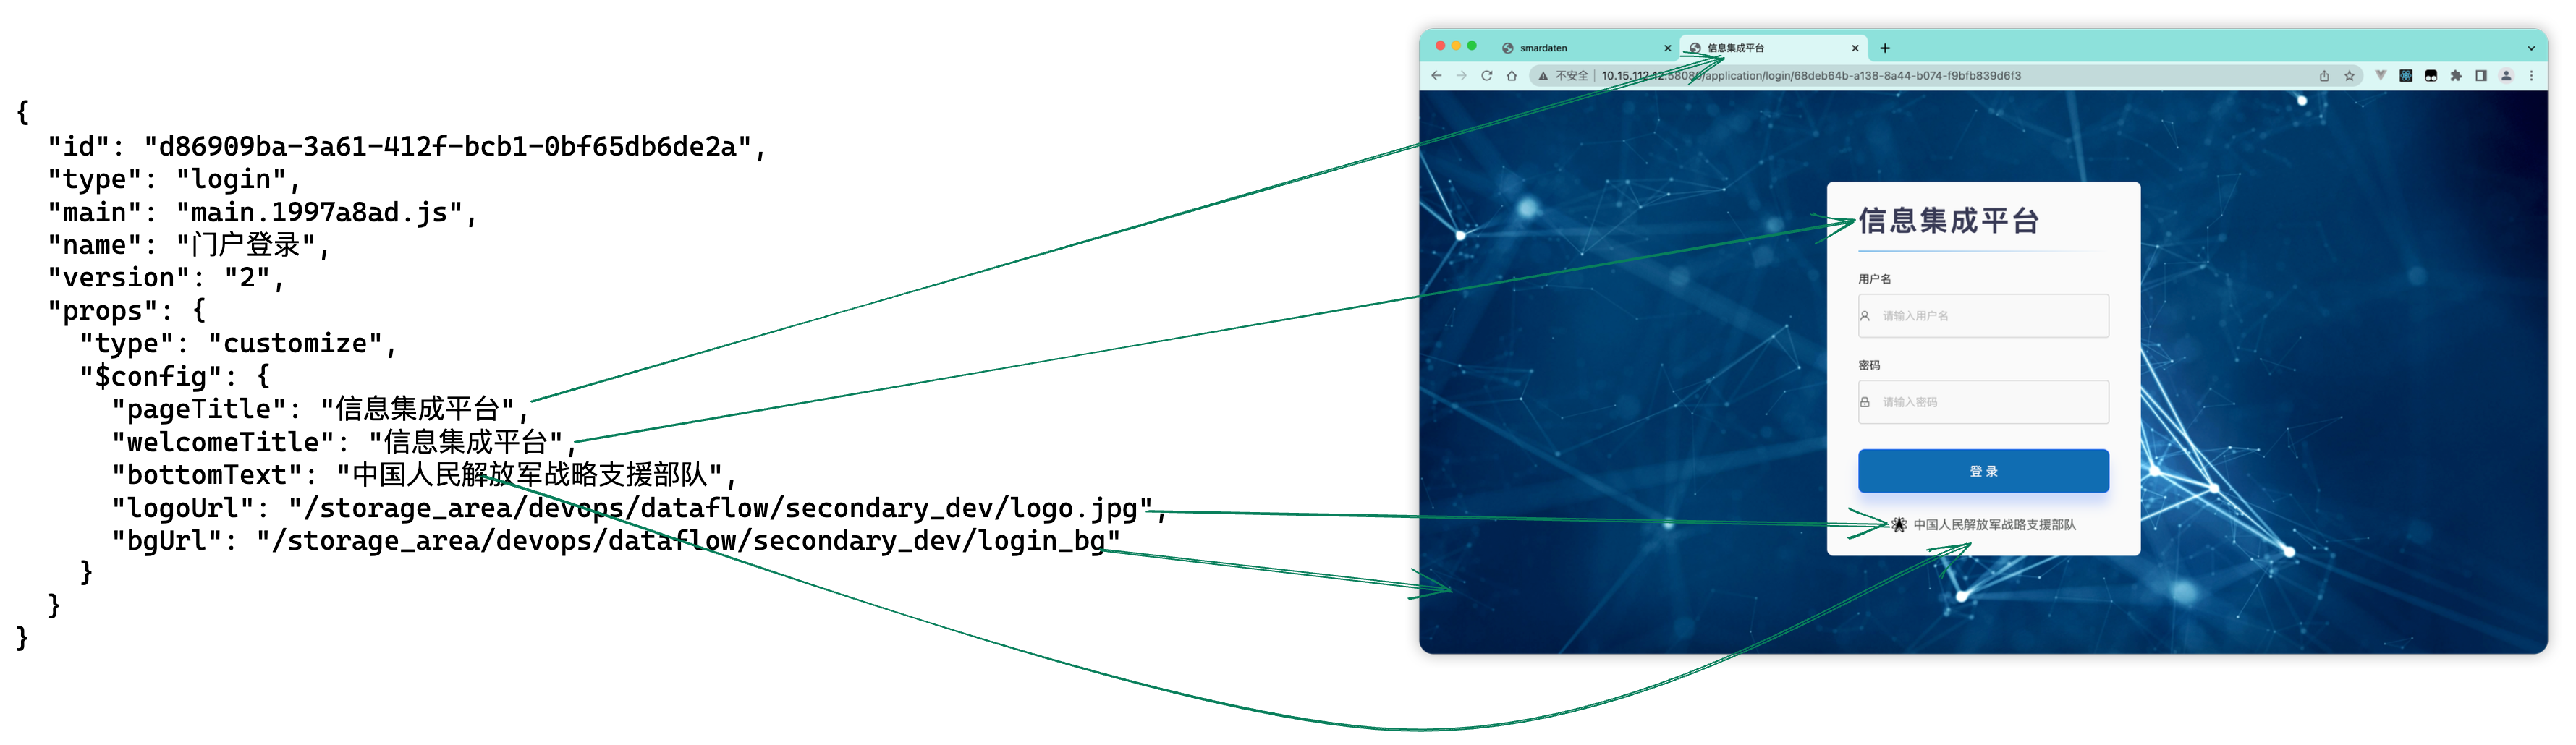 {
"id": "d86909ba-3a61-412f-bcb1-0bf65db6de2a",
"type": "login",
"main": "main.1997a8ad.js",
"name": "门户登录",
"version": "2",
"props": {
"type": "customize",
"$config": {
"pageTitle": "信息集成平台",
"welcomeTitle": "信息集成平台",
"bottomText": "中国人民解放军战略支援部队",
"logoUrl": "/storage_area/devops/dataflow/secondary_dev/logo.jpg",
"bgUrl": "/storage_area/devops/dataflow/secondary_dev/login_bg"
}
}
}
smardaten
信息集成平台
不安全 10.15.112.12:58080/application/login/68deb64b-a138-8a44-b074-f9bfb839d6f3
信息集成平台
用户名
请输入用户名
密码
请输入密码
登 录
中国人民解放军战略支援部队